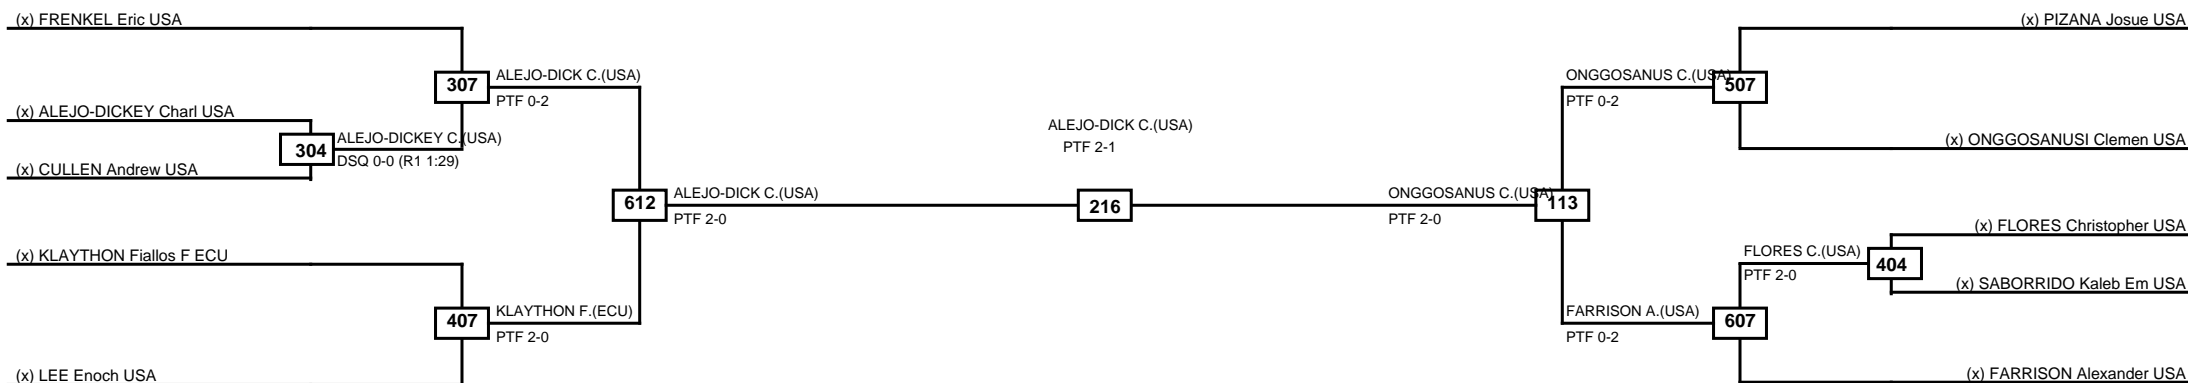 (x) FRENKEL Eric USA
(x) PIZANA Josue USA
307
ALEJO-DICK C.(USA)
PTF 0-2
ONGGOSANUS C.(USA)
PTF 0-2
507
(x) ALEJO-DICKEY Charl USA
304
ALEJO-DICKEY C.(USA)
DSQ 0-0 (R1 1:29)
(x) CULLEN Andrew USA
ALEJO-DICK C.(USA)
PTF 2-1
(x) ONGGOSANUSI Clemen USA
612
ALEJO-DICK C.(USA)
PTF 2-0
216
ONGGOSANUS C.(USA)
PTF 2-0
113
(x) KLAYTHON Fiallos F ECU
(x) FLORES Christopher USA
FLORES C.(USA)
PTF 2-0
404
(x) SABORRIDO Kaleb Em USA
407
KLAYTHON F.(ECU)
PTF 2-0
FARRISON A.(USA)
PTF 0-2
607
(x) LEE Enoch USA
(x) FARRISON Alexander USA